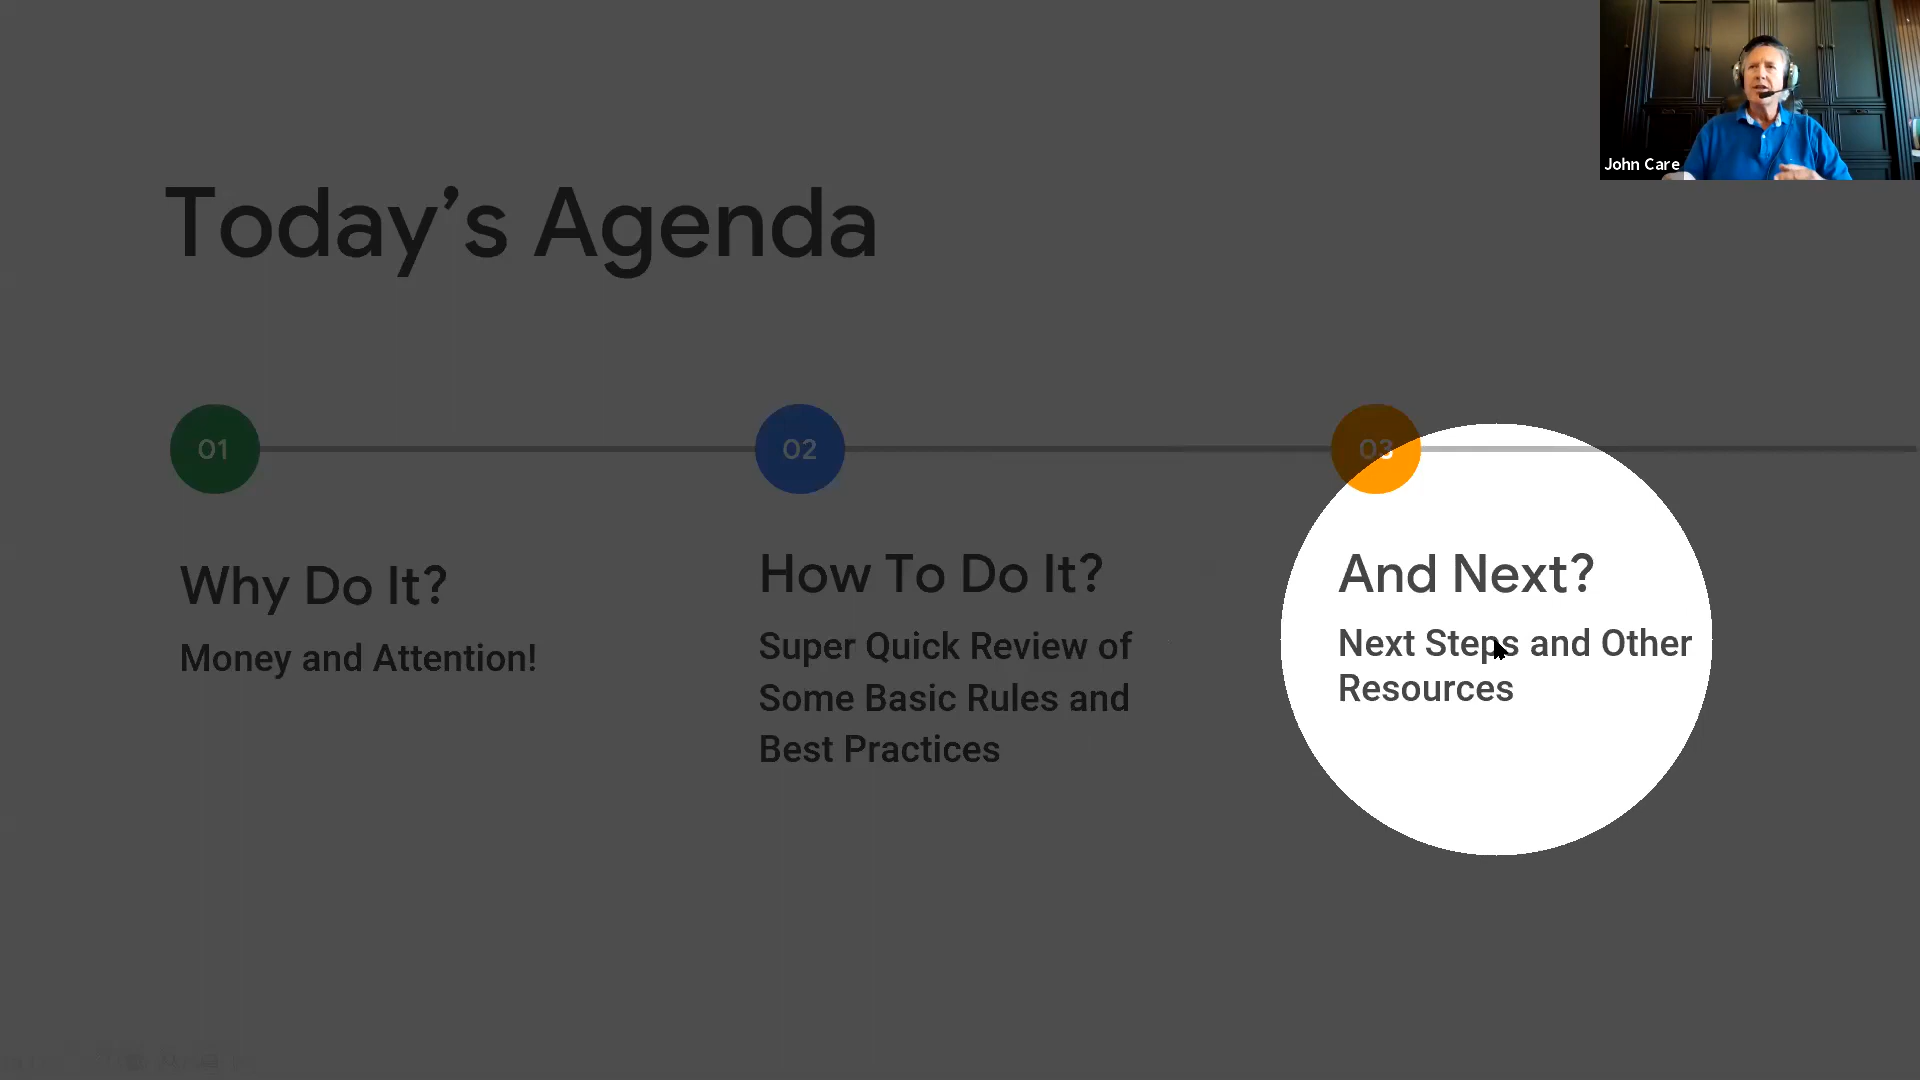 John Care
Today’s Agenda
01
02
03
Why Do It?
Money and Attention!
How To Do It?
Super Quick Review of
Some Basic Rules and
Best Practices
And Next?
Next Steps and Other
Resources